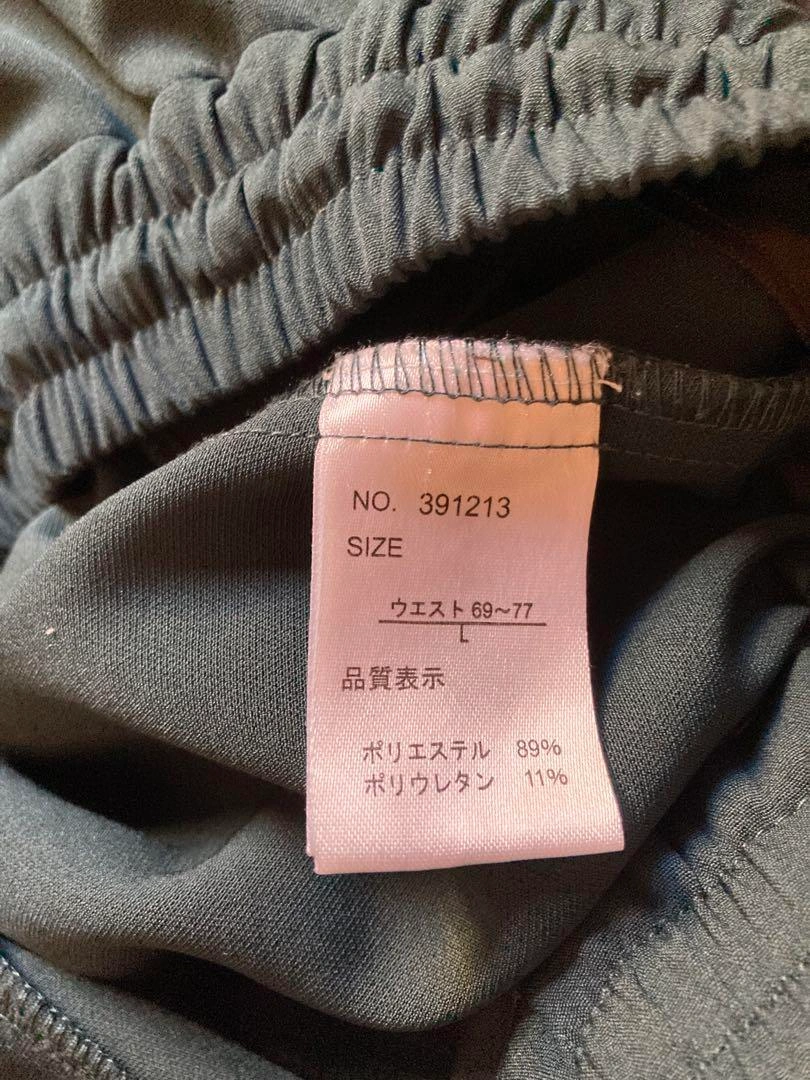 NO. 391213
SIZE
ウエスト 69～77
L
品質表示
ポリエステル 89%
ポリウレタン 11%